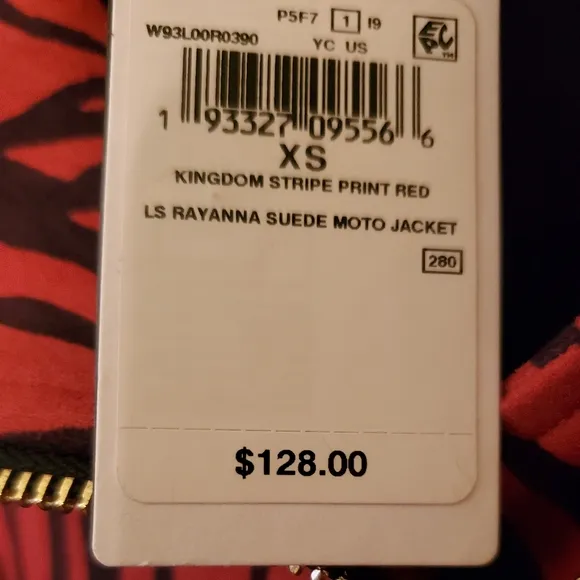 P5F7 1 I9
W93L00R0390
YC US
EPC™
1 93327 09556 6
XS
KINGDOM STRIPE PRINT RED
LS RAYANNA SUEDE MOTO JACKET
280
$128.00